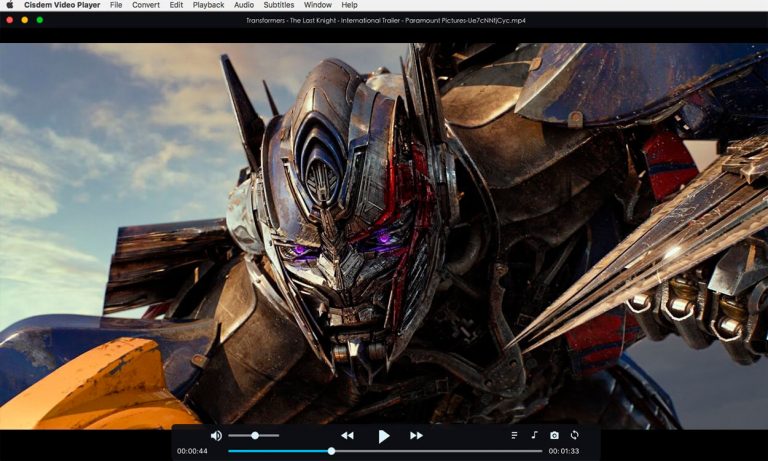 Cisdem Video Player File Convert Edit Playback Audio Subtitles Window Help
Transformers - The Last Knight - International Trailer - Paramount Pictures-Ue7cNNfjCyc.mp4
00:00:44 00:01:33